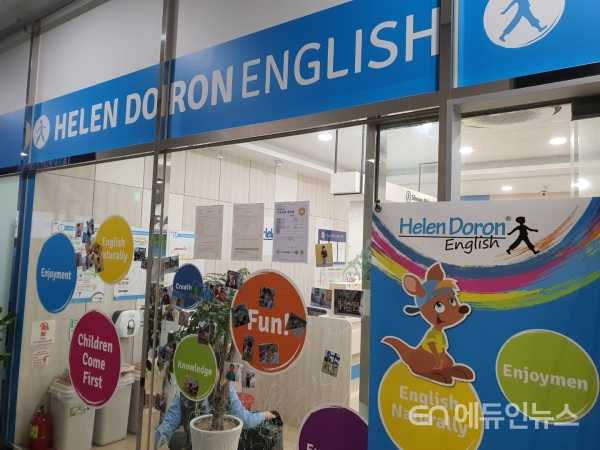 HELEN DORON ENGLISH
Enjoyment
English
Naturally
Creati
Children
Come
First
Knowledge
Fun!
Helen Doron®
English
English
Naturally
Enjoymen
에듀인뉴스